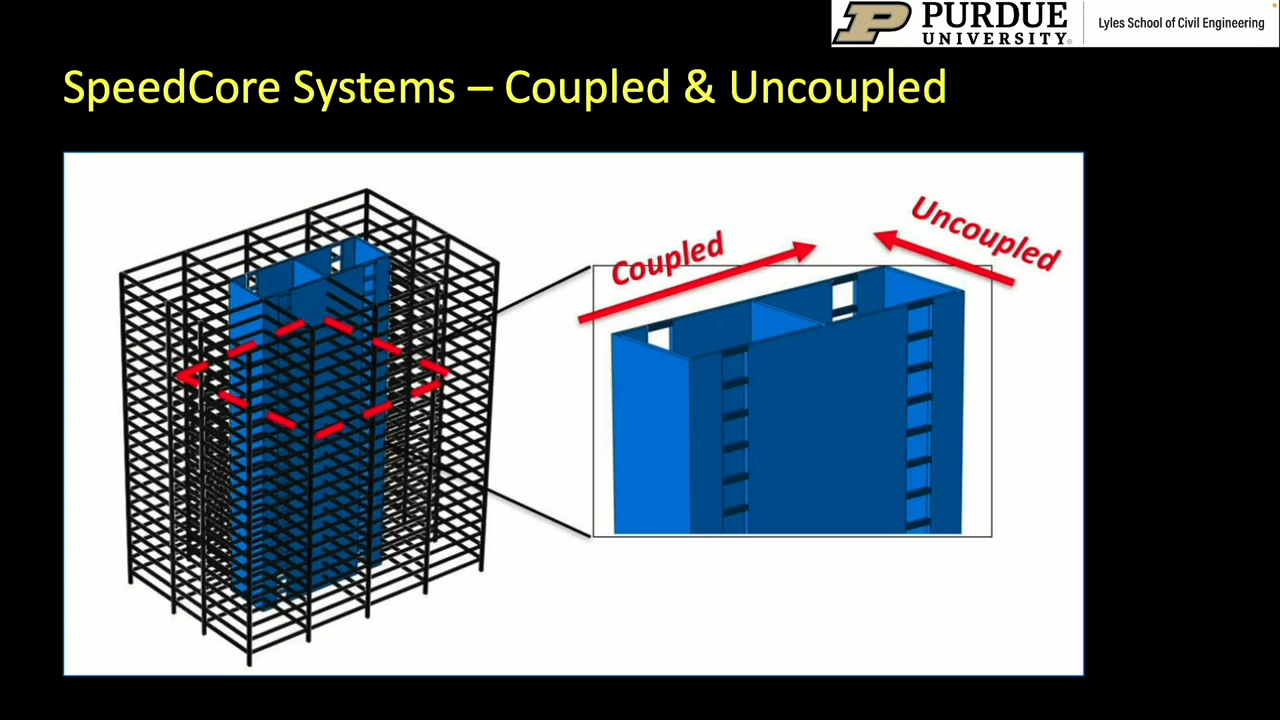 PURDUE
UNIVERSITY®
Lyles School of Civil Engineering
SpeedCore Systems – Coupled & Uncoupled
Coupled
Uncoupled